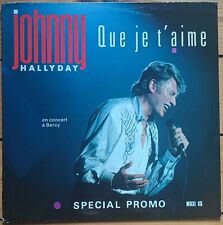 johnny
HALLYDAY
Que je t'aime
en concert
à Bercy
SPECIAL PROMO
MAXI 45